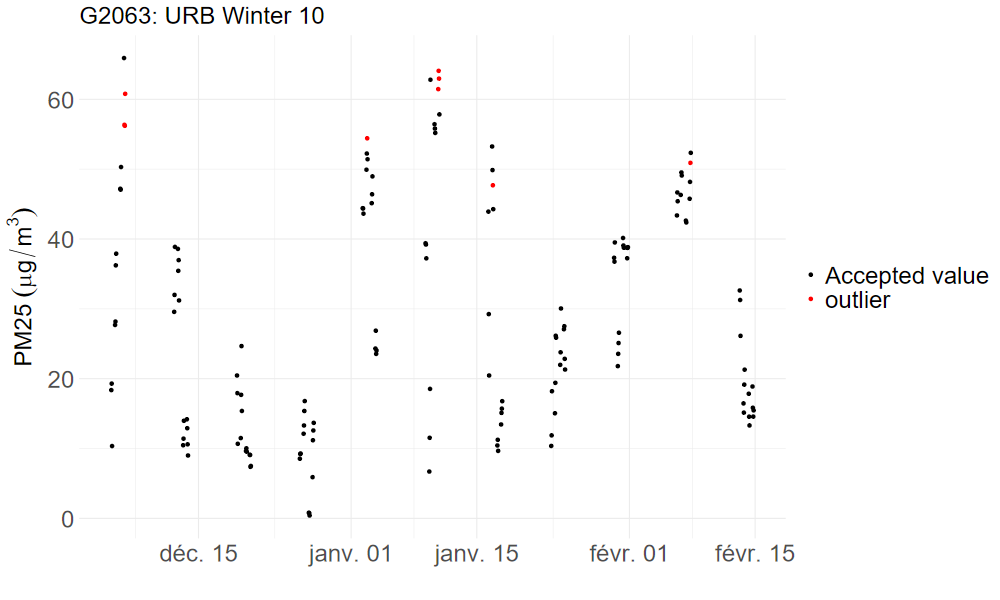 G2063: URB Winter 10
PM25 (μg/m³)
60
40
20
0
déc. 15
janv. 01
janv. 15
févr. 01
févr. 15
Accepted value
outlier